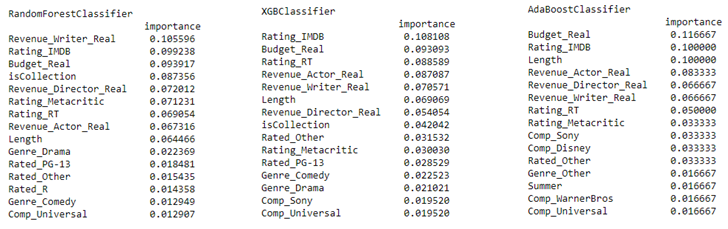 RandomForestClassifier
importance
Revenue_Writer_Real 0.105596
Rating_IMDB 0.099238
Budget_Real 0.093917
isCollection 0.087356
Revenue_Director_Real 0.072012
Rating_Metacritic 0.071231
Rating_RT 0.069054
Revenue_Actor_Real 0.067316
Length 0.064466
Genre_Drama 0.022369
Rated_PG-13 0.018481
Rated_Other 0.015435
Rated_R 0.014358
Genre_Comedy 0.012949
Comp_Universal 0.012907
XGBClassifier
importance
Rating_IMDB 0.108108
Budget_Real 0.093093
Rating_RT 0.088589
Revenue_Actor_Real 0.087087
Revenue_Writer_Real 0.070571
Length 0.069069
Revenue_Director_Real 0.054054
isCollection 0.042042
Rated_Other 0.031532
Rating_Metacritic 0.030030
Rated_PG-13 0.028529
Genre_Comedy 0.022523
Genre_Drama 0.021021
Comp_Sony 0.019520
Comp_Universal 0.019520
AdaBoostClassifier
importance
Budget_Real 0.116667
Rating_IMDB 0.100000
Length 0.100000
Revenue_Actor_Real 0.083333
Revenue_Director_Real 0.066667
Revenue_Writer_Real 0.066667
Rating_RT 0.050000
Rating_Metacritic 0.033333
Comp_Sony 0.033333
Comp_Disney 0.033333
Rated_Other 0.033333
Genre_Other 0.016667
Summer 0.016667
Comp_WarnerBros 0.016667
Comp_Universal 0.016667